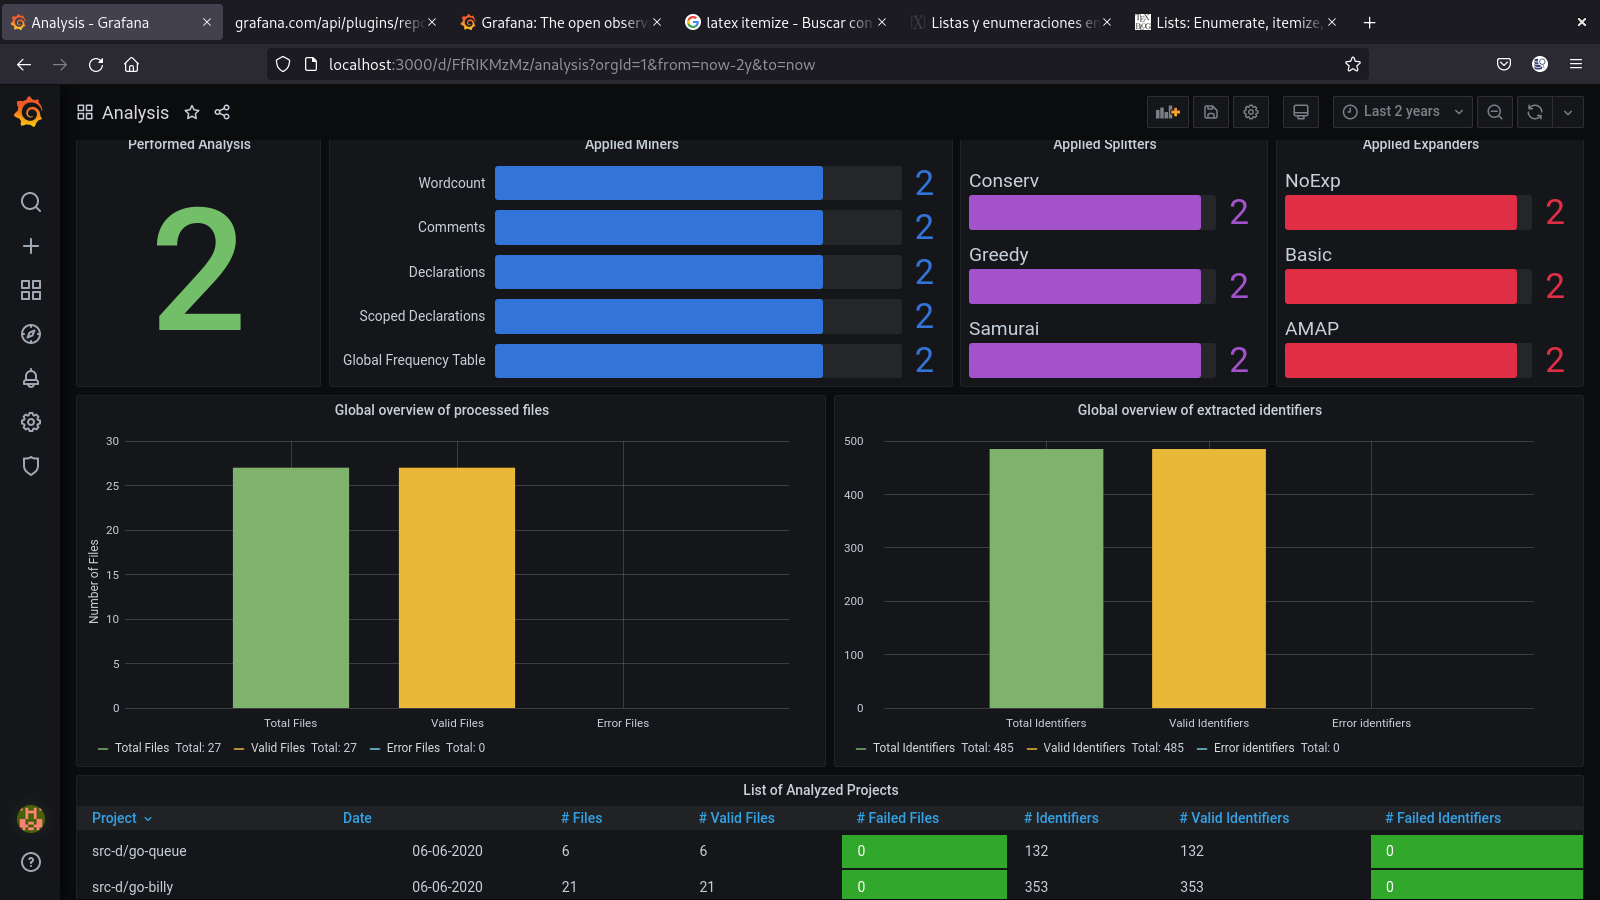 Analysis - Grafana
grafana.com/api/plugins/repo
Grafana: The open observ
latex itemize - Buscar con
Listas y enumeraciones en
Lists: Enumerate, itemize,
localhost:3000/d/FfRIKMzMz/analysis?orgId=1&from=now-2y&to=now
Analysis
Last 2 years
Performed Analysis
2
Applied Miners
Wordcount 2
Comments 2
Declarations 2
Scoped Declarations 2
Global Frequency Table 2
Applied Splitters
Conserv
2
Greedy
2
Samurai
2
Applied Expanders
NoExp
2
Basic
2
AMAP
2
Global overview of processed files
Number of Files
30
25
20
15
10
5
0
Total Files Valid Files Error Files
Total Files Total: 27 Valid Files Total: 27 Error Files Total: 0
Global overview of extracted identifiers
500
400
300
200
100
0
Total Identifiers Valid Identifiers Error identifiers
Total Identifiers Total: 485 Valid Identifiers Total: 485 Error identifiers Total: 0
List of Analyzed Projects
Project Date # Files # Valid Files # Failed Files # Identifiers # Valid Identifiers # Failed Identifiers
src-d/go-queue 06-06-2020 6 6 0 132 132 0
src-d/go-billy 06-06-2020 21 21 0 353 353 0